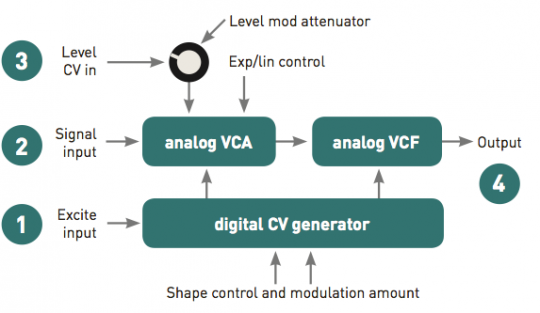 Level mod attenuator
3
Level
CV in
Exp/lin control
2
Signal
input
analog VCA
analog VCF
Output
4
1
Excite
input
digital CV generator
Shape control and modulation amount